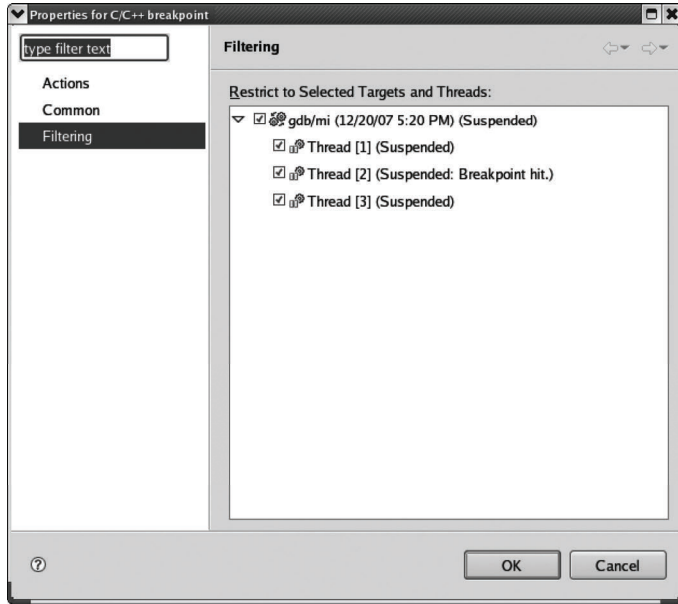 Properties for C/C++ breakpoint
type filter text
Actions
Common
Filtering
Filtering
Restrict to Selected Targets and Threads:
gdb/mi (12/20/07 5:20 PM) (Suspended)
Thread [1] (Suspended)
Thread [2] (Suspended: Breakpoint hit.)
Thread [3] (Suspended)
?
OK
Cancel